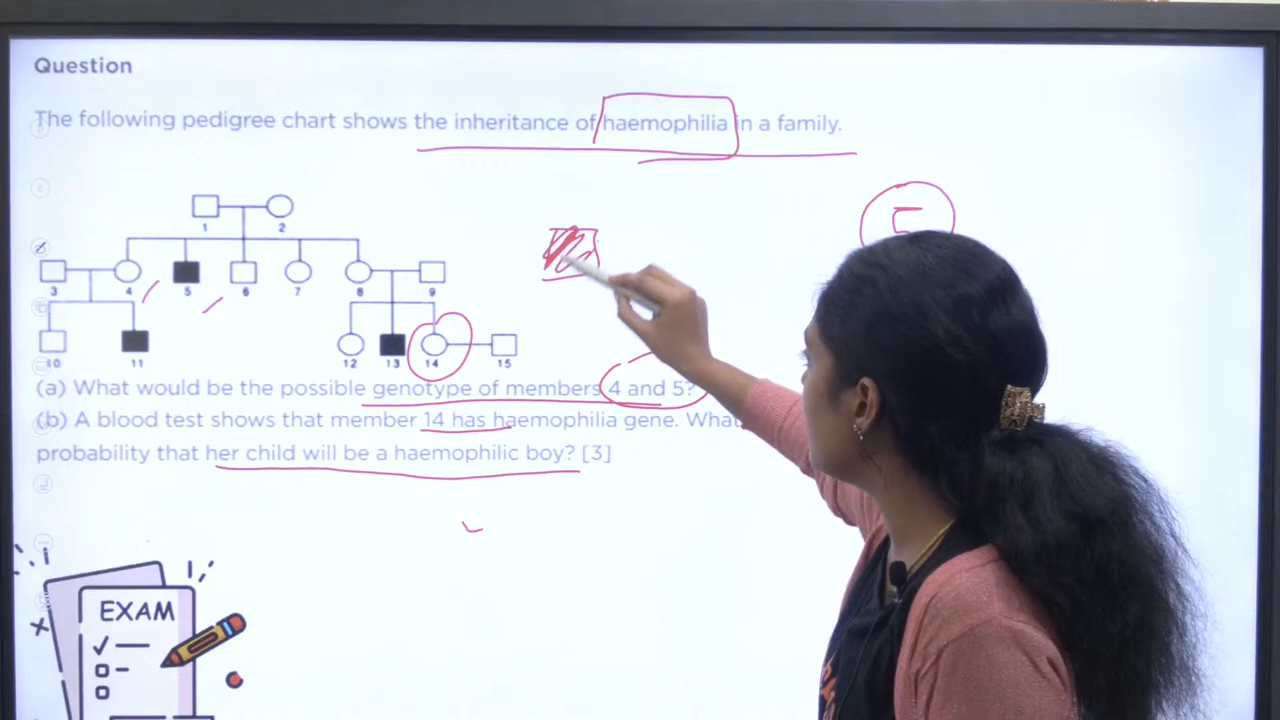 Question
The following pedigree chart shows the inheritance of haemophilia in a family.
1 2
3 4 5 6 7 8 9
10 11 12 13 14 15
(a) What would be the possible genotype of members 4 and 5?
(b) A blood test shows that member 14 has haemophilia gene. What
probability that her child will be a haemophilic boy? [3]
EXAM